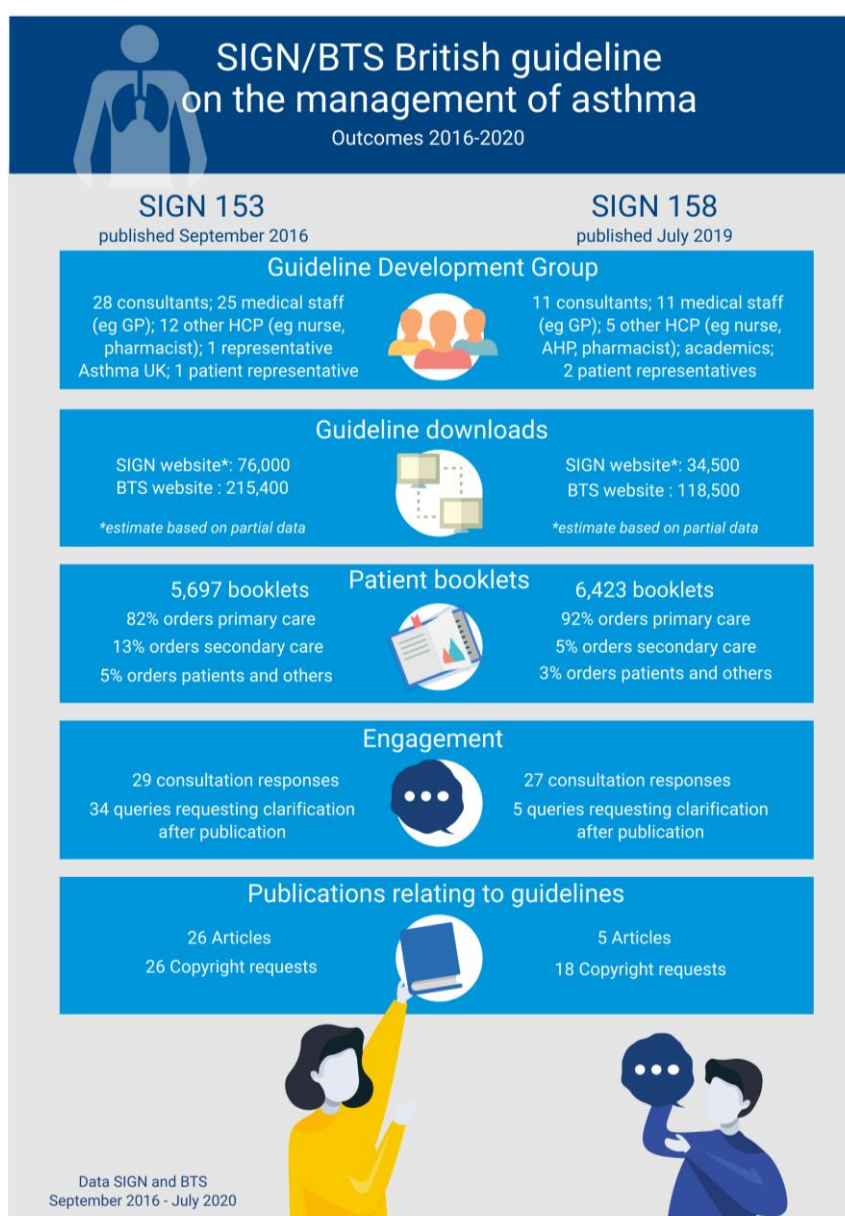 SIGN/BTS British guideline
on the management of asthma
Outcomes 2016-2020
SIGN 153
published September 2016
SIGN 158
published July 2019
Guideline Development Group
28 consultants; 25 medical staff
(eg GP); 12 other HCP (eg nurse,
pharmacist); 1 representative
Asthma UK; 1 patient representative
11 consultants; 11 medical staff
(eg GP); 5 other HCP (eg nurse,
AHP, pharmacist); academics;
2 patient representatives
Guideline downloads
SIGN website*: 76,000
BTS website : 215,400
*estimate based on partial data
SIGN website*: 34,500
BTS website : 118,500
*estimate based on partial data
Patient booklets
5,697 booklets
82% orders primary care
13% orders secondary care
5% orders patients and others
6,423 booklets
92% orders primary care
5% orders secondary care
3% orders patients and others
Engagement
29 consultation responses
34 queries requesting clarification
after publication
27 consultation responses
5 queries requesting clarification
after publication
Publications relating to guidelines
26 Articles
26 Copyright requests
5 Articles
18 Copyright requests
Data SIGN and BTS
September 2016 - July 2020